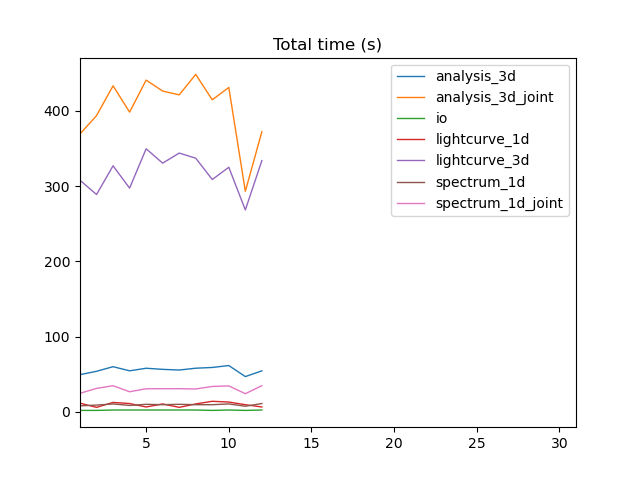 Total time (s)
analysis_3d
analysis_3d_joint
io
lightcurve_1d
lightcurve_3d
spectrum_1d
spectrum_1d_joint
400
300
200
100
0
5 10 15 20 25 30